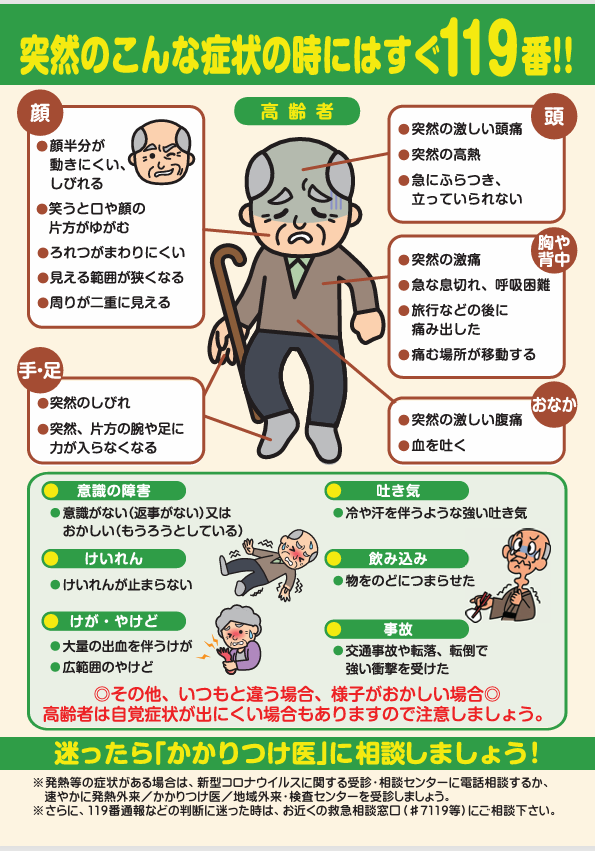 突然のこんな症状の時にはすぐ119番!!
高齢者
顔
●顔半分が
動きにくい、
しびれる
●笑うと口や顔の
片方がゆがむ
●ろれつがまわりにくい
●見える範囲が狭くなる
●周りが二重に見える
頭
●突然の激しい頭痛
●突然の高熱
●急にふらつき、
立っていられない
胸や
背中
●突然の激痛
●急な息切れ、呼吸困難
●旅行などの後に
痛み出した
●痛む場所が移動する
手・足
●突然のしびれ
●突然、片方の腕や足に
力が入らなくなる
おなか
●突然の激しい腹痛
●血を吐く
意識の障害
●意識がない(返事がない)又は
おかしい(もうろうとしている)
けいれん
●けいれんが止まらない
けが・やけど
●大量の出血を伴うけが
●広範囲のやけど
吐き気
●冷や汗を伴うような強い吐き気
飲み込み
●物をのどにつまらせた
事故
●交通事故や転落、転倒で
強い衝撃を受けた
◎その他、いつもと違う場合、様子がおかしい場合◎
高齢者は自覚症状が出にくい場合もありますので注意しましょう。
迷ったら「かかりつけ医」に相談しましょう!
※発熱等の症状がある場合は、新型コロナウイルスに関する受診・相談センターに電話相談するか、
速やかに発熱外来／かかりつけ医／地域外来・検査センターを受診しましょう。
※さらに、119番通報などの判断に迷った時は、お近くの救急相談窓口(♯7119等)にご相談下さい。